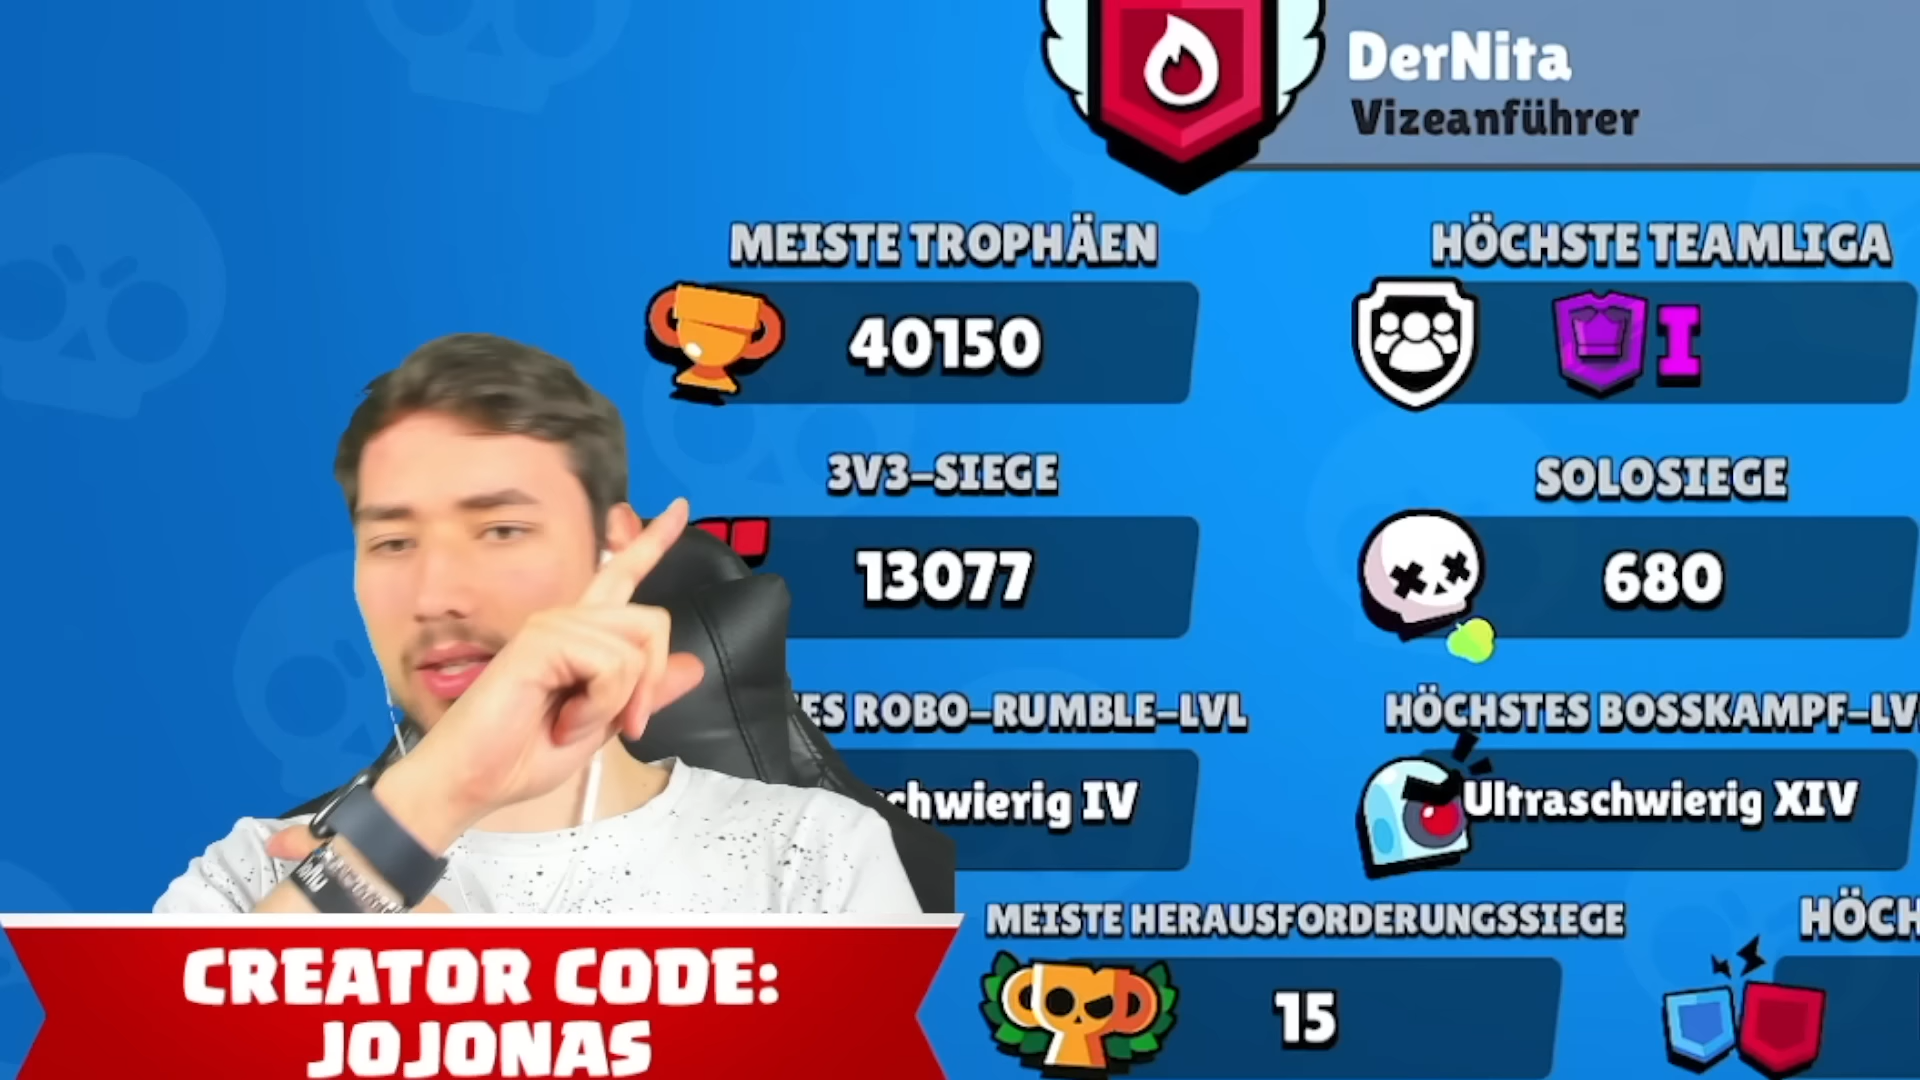 DerNita
Vizeanführer
MEISTE TROPHÄEN
HÖCHSTE TEAMLIGA
40150
I
3V3-SIEGE
SOLOSIEGE
13077
680
ES ROBO-RUMBLE-LVL
HÖCHSTES BOSSKAMPF-LV
chwierig IV
Ultraschwierig XIV
MEISTE HERAUSFORDERUNGSSIEGE
HÖCH
15
CREATOR CODE:
JOJONAS